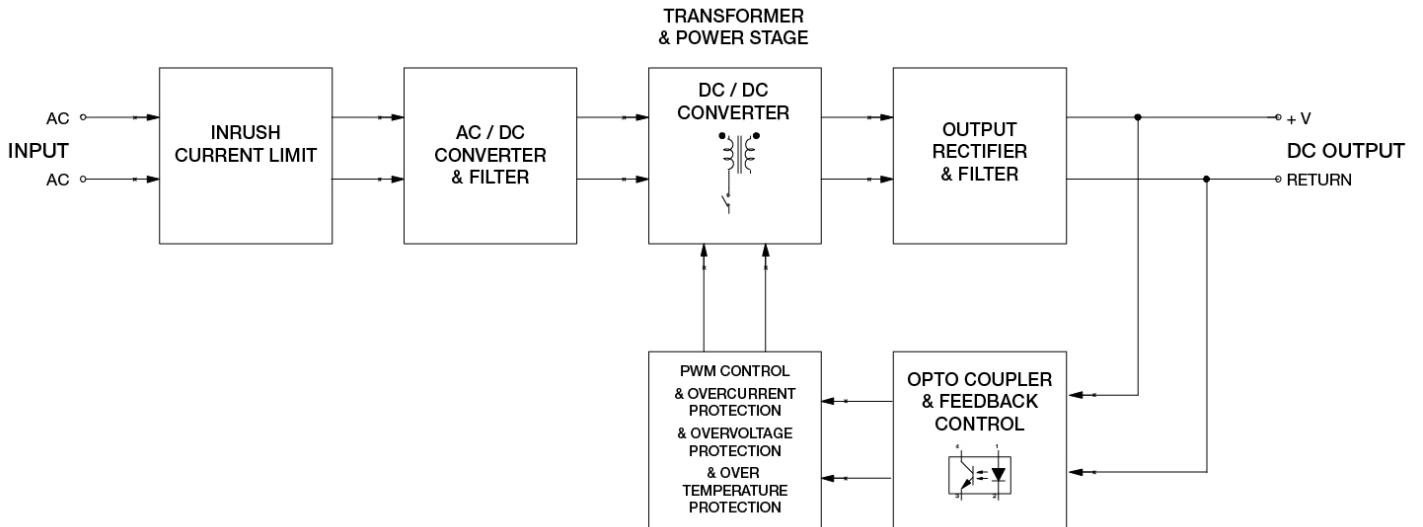 TRANSFORMER
& POWER STAGE
INPUT
AC
AC
INRUSH
CURRENT LIMIT
AC / DC
CONVERTER
& FILTER
DC / DC
CONVERTER
OUTPUT
RECTIFIER
& FILTER
+ V
DC OUTPUT
RETURN
PWM CONTROL
& OVERCURRENT
PROTECTION
& OVERVOLTAGE
PROTECTION
& OVER
TEMPERATURE
PROTECTION
OPTO COUPLER
& FEEDBACK
CONTROL
4 1
3 2